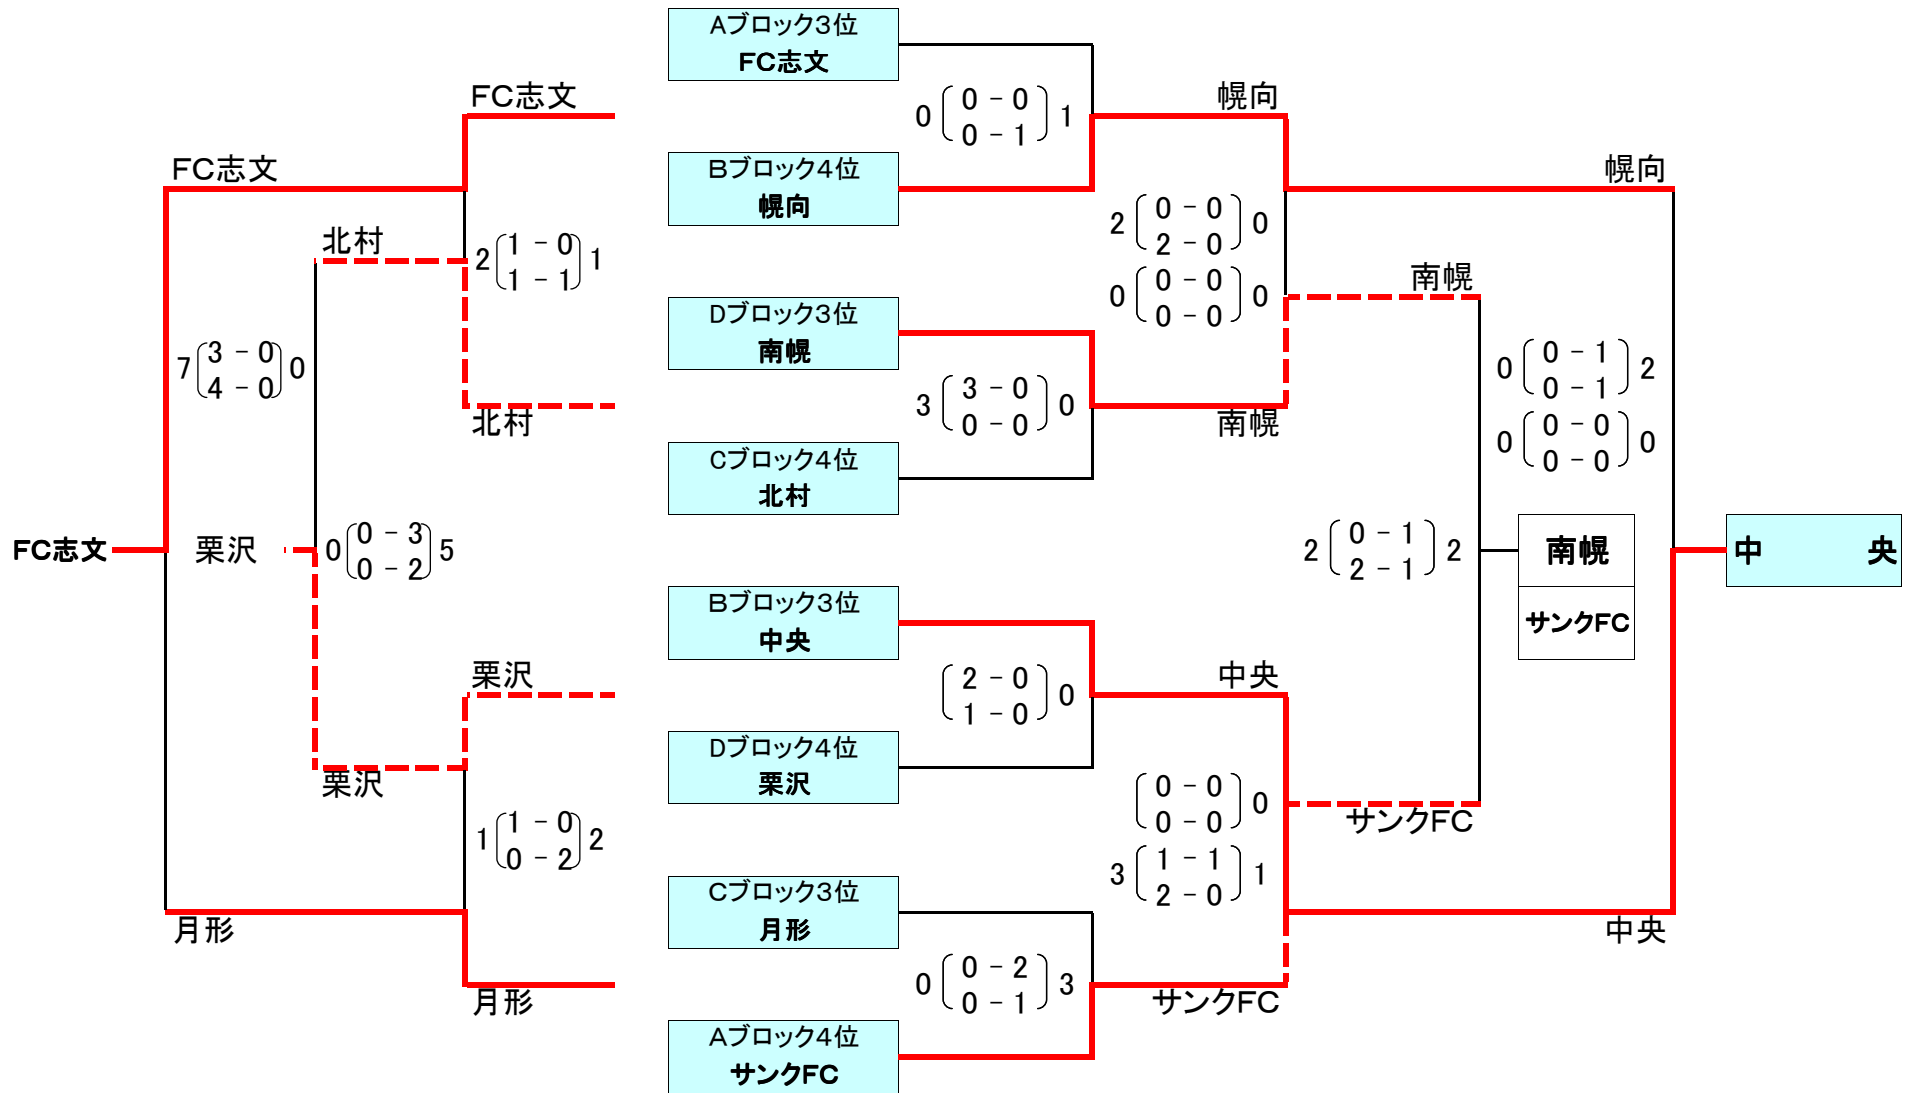 Aブロック3位
FC志文
FC志文
0 0 - 0 1
0 - 1
幌向
FC志文
Bブロック4位
幌向
幌向
北村
2 1 - 0 1
1 - 1
2 0 - 0 0
2 - 0
0 0 - 0 0
0 - 0
南幌
Dブロック3位
南幌
7 3 - 0 0
4 - 0
3 3 - 0 0
0 - 0
北村
南幌
0 0 - 1 2
0 - 1
0 0 - 0 0
0 - 0
Cブロック4位
北村
FC志文
栗沢
0 0 - 3 5
0 - 2
2 0 - 1 2
2 - 1
南幌
サンクFC
中 央
Bブロック3位
中央
栗沢
2 - 0 0
1 - 0
中央
Dブロック4位
栗沢
栗沢
0 - 0 0
0 - 0
サンクFC
1 1 - 0 2
0 - 2
3 1 - 1 1
2 - 0
Cブロック3位
月形
月形
中央
0 0 - 2 3
0 - 1
月形
サンクFC
Aブロック4位
サンクFC